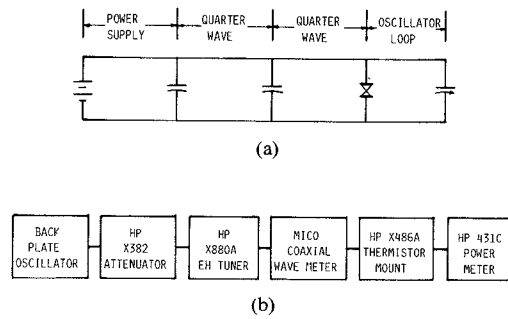 POWER SUPPLY
QUARTER WAVE
QUARTER WAVE
OSCILLATOR LOOP
(a)
BACK PLATE OSCILLATOR
HP X382 ATTENUATOR
HP X880A EH TUNER
MICO COAXIAL WAVE METER
HP X486A THERMISTOR MOUNT
HP 431C POWER METER
(b)